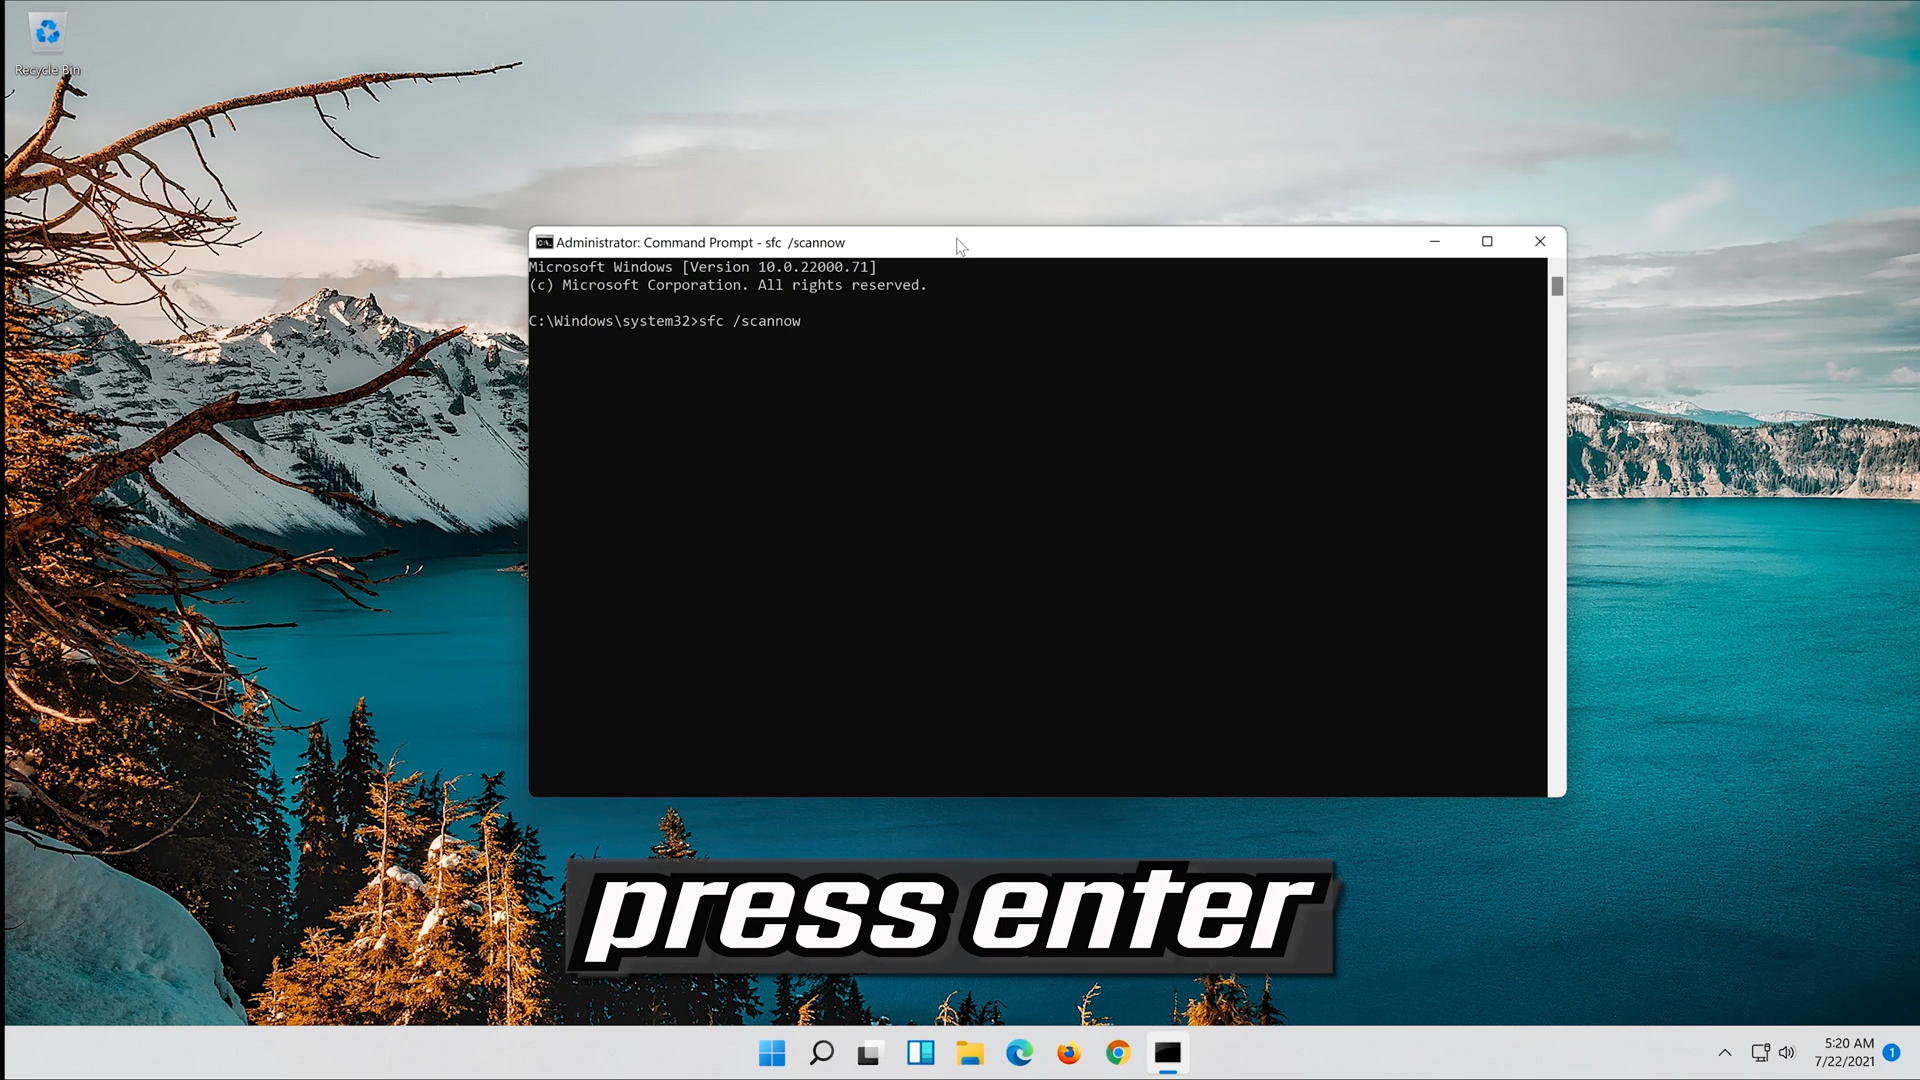 Recycle Bin
Administrator: Command Prompt - sfc /scannow
Microsoft Windows [Version 10.0.22000.71]
(c) Microsoft Corporation. All rights reserved.
C:\Windows\system32>sfc /scannow
press enter
5:20 AM
7/22/2021
1